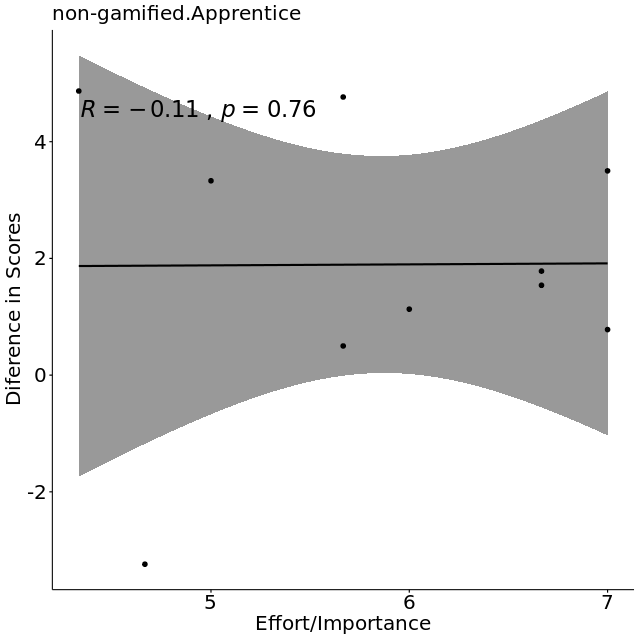 non-gamified.Apprentice
R = −0.11 , p = 0.76
4
2
0
-2
Diference in Scores
5 6 7
Effort/Importance